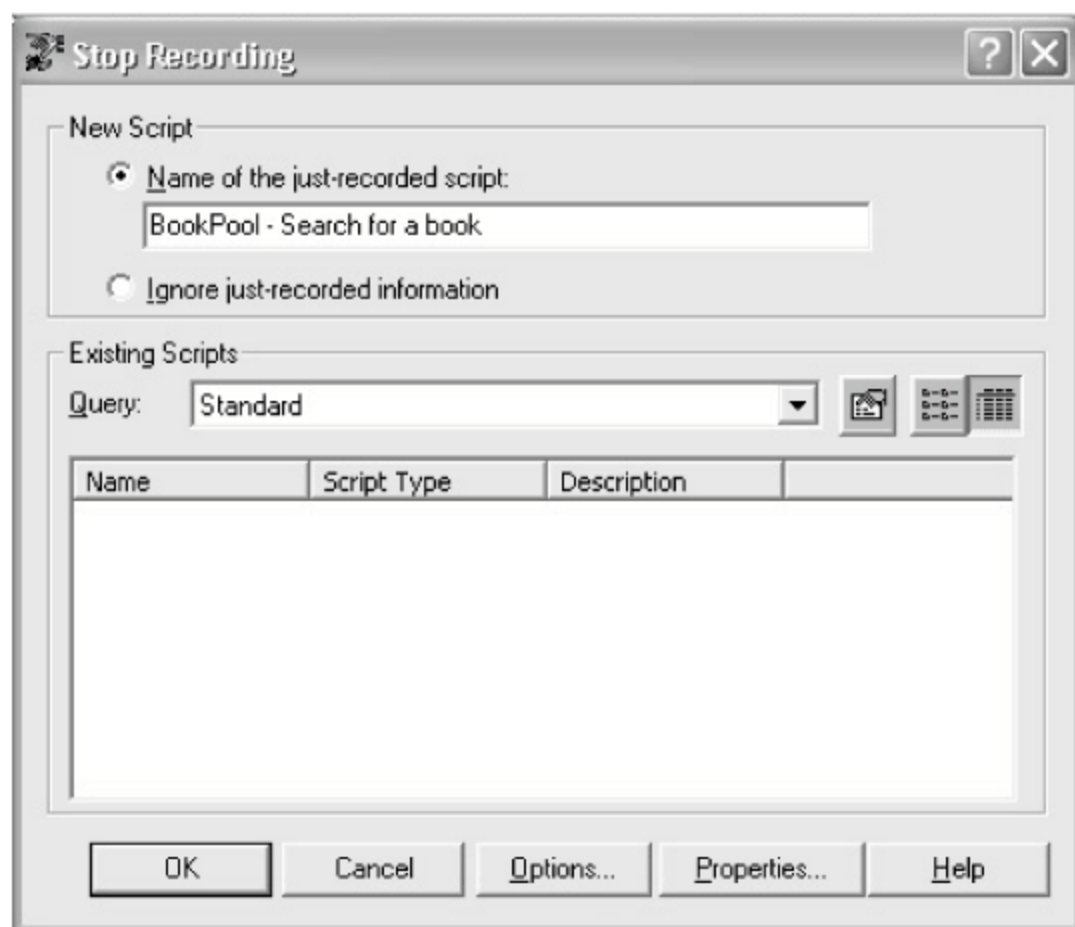 Stop Recording
New Script
Name of the just-recorded script:
BookPool - Search for a book
Ignore just-recorded information
Existing Scripts
Query: Standard
Name Script Type Description
OK Cancel Options... Properties... Help